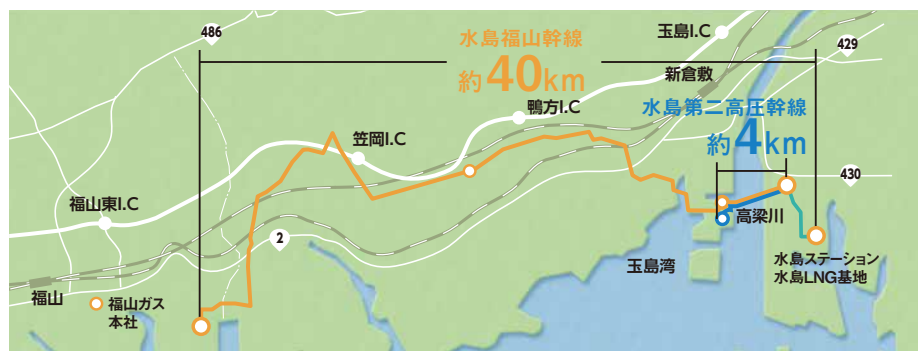 486
水島福山幹線
約40km
玉島I.C
429
新倉敷
水島第二高圧幹線
約4km
鴨方I.C
笠岡I.C
430
福山東I.C
高梁川
2
玉島湾
水島ステーション
水島LNG基地
福山
福山ガス
本社